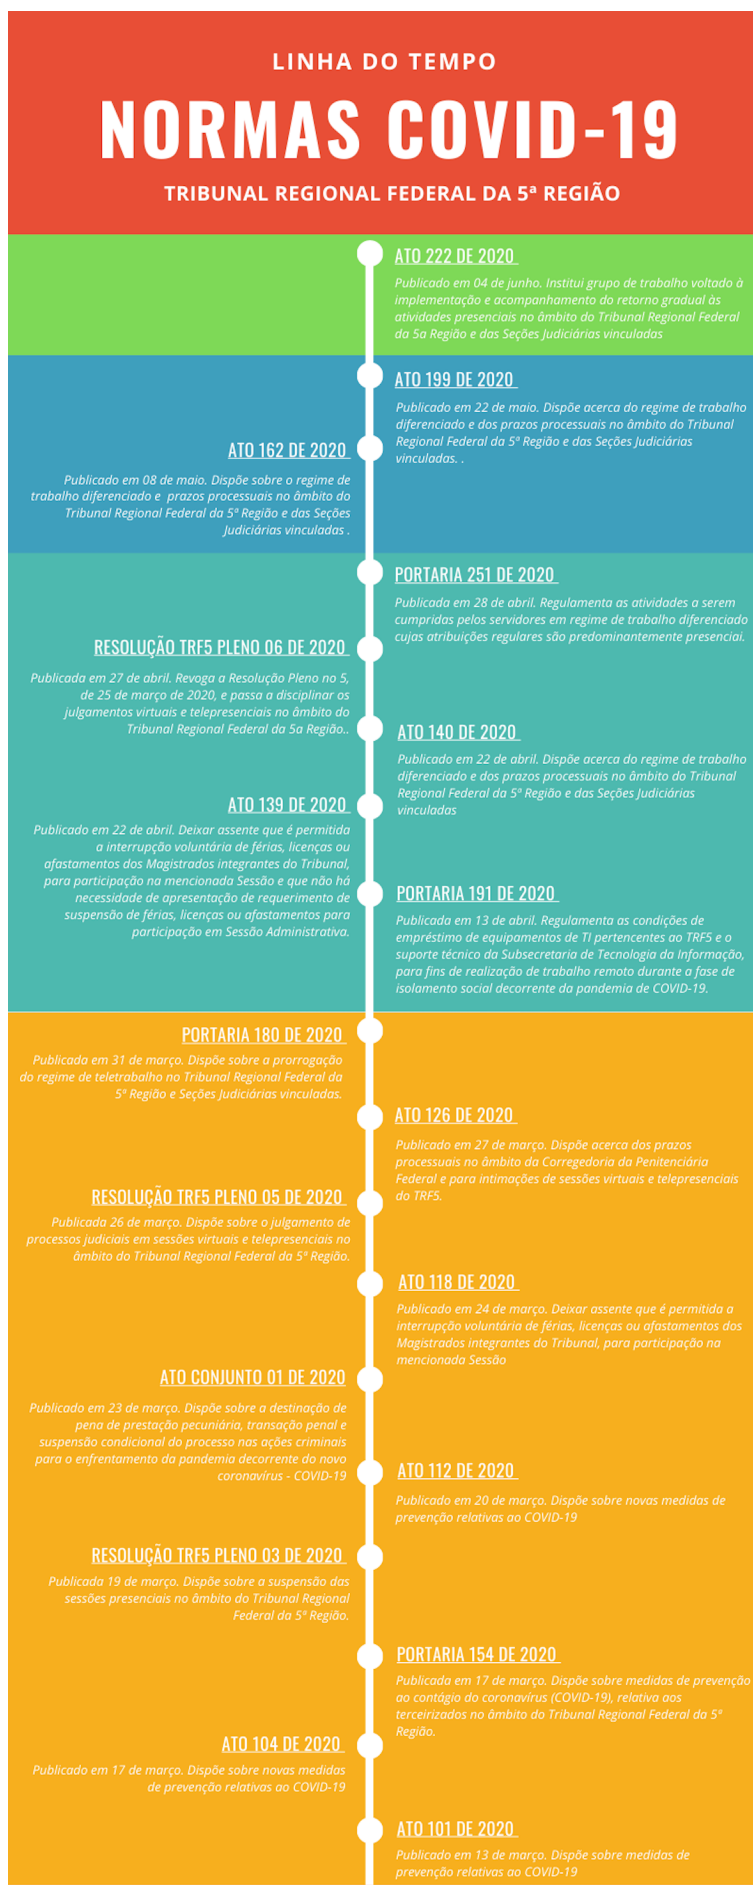 LINHA DO TEMPO
NORMAS COVID-19
TRIBUNAL REGIONAL FEDERAL DA 5ª REGIÃO
ATO 222 DE 2020
Publicado em 04 de junho. Institui grupo de trabalho voltado à
implementação e acompanhamento do retorno gradual às
atividades presenciais no âmbito do Tribunal Regional Federal
da 5a Região e das Seções Judiciárias vinculadas
ATO 199 DE 2020
Publicado em 22 de maio. Dispõe acerca do regime de trabalho
diferenciado e dos prazos processuais no âmbito do Tribunal
Regional Federal da 5ª Região e das Seções Judiciárias
vinculadas. .
ATO 162 DE 2020
Publicado em 08 de maio. Dispõe sobre o regime de
trabalho diferenciado e prazos processuais no âmbito do
Tribunal Regional Federal da 5ª Região e das Seções
Judiciárias vinculadas .
PORTARIA 251 DE 2020
Publicada em 28 de abril. Regulamenta as atividades a serem
cumpridas pelos servidores em regime de trabalho diferenciado
cujas atribuições regulares são predominantemente presenciai.
RESOLUÇÃO TRF5 PLENO 06 DE 2020
Publicada em 27 de abril. Revoga a Resolução Pleno no 5,
de 25 de março de 2020, e passa a disciplinar os
julgamentos virtuais e telepresenciais no âmbito do
Tribunal Regional Federal da 5a Região..
ATO 140 DE 2020
Publicado em 22 de abril. Dispõe acerca do regime de trabalho
diferenciado e dos prazos processuais no âmbito do Tribunal
Regional Federal da 5ª Região e das Seções Judiciárias
vinculadas
ATO 139 DE 2020
Publicado em 22 de abril. Deixar assente que é permitida
a interrupção voluntária de férias, licenças ou
afastamentos dos Magistrados integrantes do Tribunal,
para participação na mencionada Sessão e que não há
necessidade de apresentação de requerimento de
suspensão de férias, licenças ou afastamentos para
participação em Sessão Administrativa.
PORTARIA 191 DE 2020
Publicada em 13 de abril. Regulamenta as condições de
empréstimo de equipamentos de TI pertencentes ao TRF5 e o
suporte técnico da Subsecretaria de Tecnologia da Informação,
para fins de realização de trabalho remoto durante a fase de
isolamento social decorrente da pandemia de COVID-19.
PORTARIA 180 DE 2020
Publicada em 31 de março. Dispõe sobre a prorrogação
do regime de teletrabalho no Tribunal Regional Federal da
5ª Região e Seções Judiciárias vinculadas.
ATO 126 DE 2020
Publicado em 27 de março. Dispõe acerca dos prazos
processuais no âmbito da Corregedoria da Penitenciária
Federal e para intimações de sessões virtuais e telepresenciais
do TRF5.
RESOLUÇÃO TRF5 PLENO 05 DE 2020
Publicada 26 de março. Dispõe sobre o julgamento de
processos judiciais em sessões virtuais e telepresenciais no
âmbito do Tribunal Regional Federal da 5ª Região.
ATO 118 DE 2020
Publicado em 24 de março. Deixar assente que é permitida a
interrupção voluntária de férias, licenças ou afastamentos dos
Magistrados integrantes do Tribunal, para participação na
mencionada Sessão
ATO CONJUNTO 01 DE 2020
Publicado em 23 de março. Dispõe sobre a destinação de
pena de prestação pecuniária, transação penal e
suspensão condicional do processo nas ações criminais
para o enfrentamento da pandemia decorrente do novo
coronavírus - COVID-19
ATO 112 DE 2020
Publicado em 20 de março. Dispõe sobre novas medidas de
prevenção relativas ao COVID-19
RESOLUÇÃO TRF5 PLENO 03 DE 2020
Publicada 19 de março. Dispõe sobre a suspensão das
sessões presenciais no âmbito do Tribunal Regional
Federal da 5ª Região.
PORTARIA 154 DE 2020
Publicada em 17 de março. Dispõe sobre medidas de prevenção
ao contágio do coronavírus (COVID-19), relativa aos
terceirizados no âmbito do Tribunal Regional Federal da 5ª
Região.
ATO 104 DE 2020
Publicado em 17 de março. Dispõe sobre novas medidas
de prevenção relativas ao COVID-19
ATO 101 DE 2020
Publicado em 13 de março. Dispõe sobre medidas de
prevenção relativas ao COVID-19